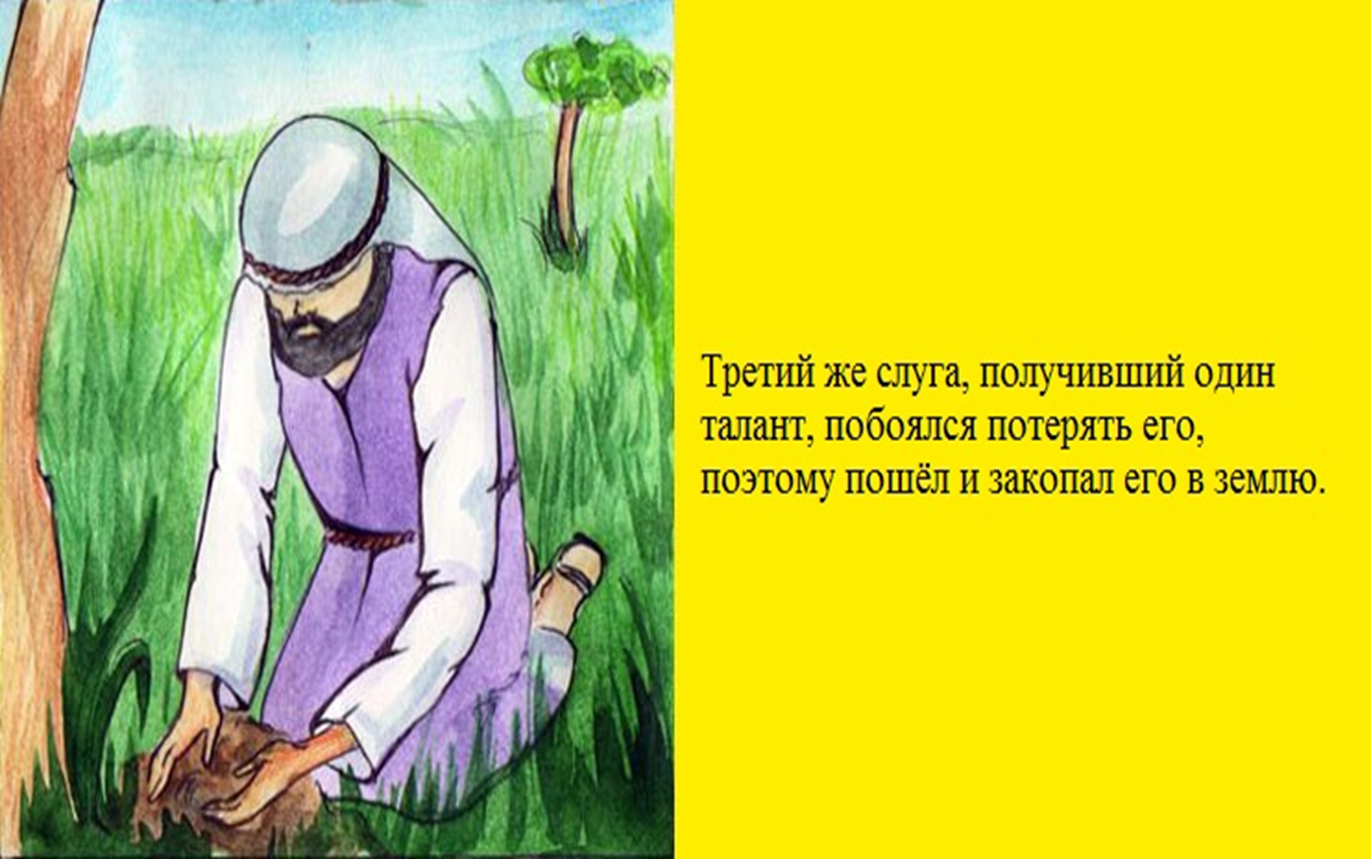 Третий же слуга, получивший один
талант, побоялся потерять его,
поэтому пошёл и закопал его в землю.